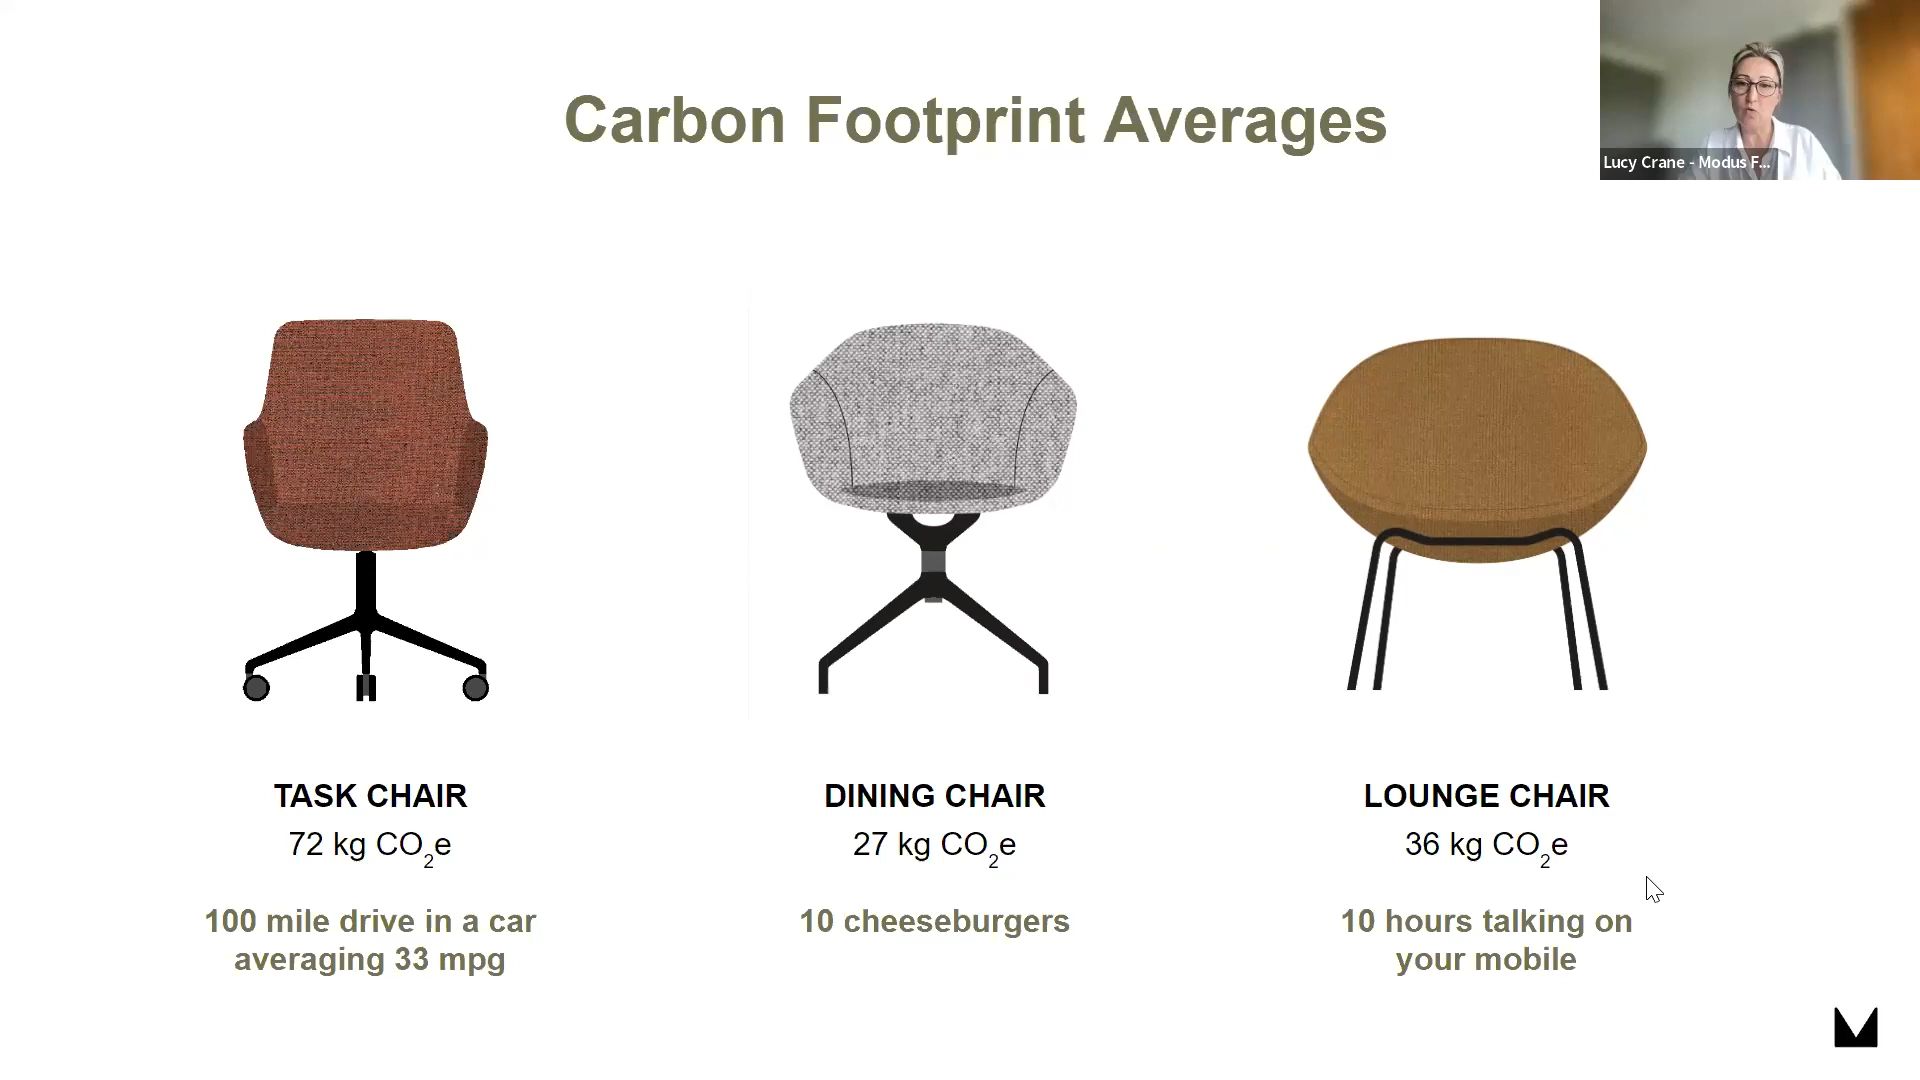 Carbon Footprint Averages
Lucy Crane - Modus F...
TASK CHAIR
72 kg CO₂e
100 mile drive in a car
averaging 33 mpg
DINING CHAIR
27 kg CO₂e
10 cheeseburgers
LOUNGE CHAIR
36 kg CO₂e
10 hours talking on
your mobile